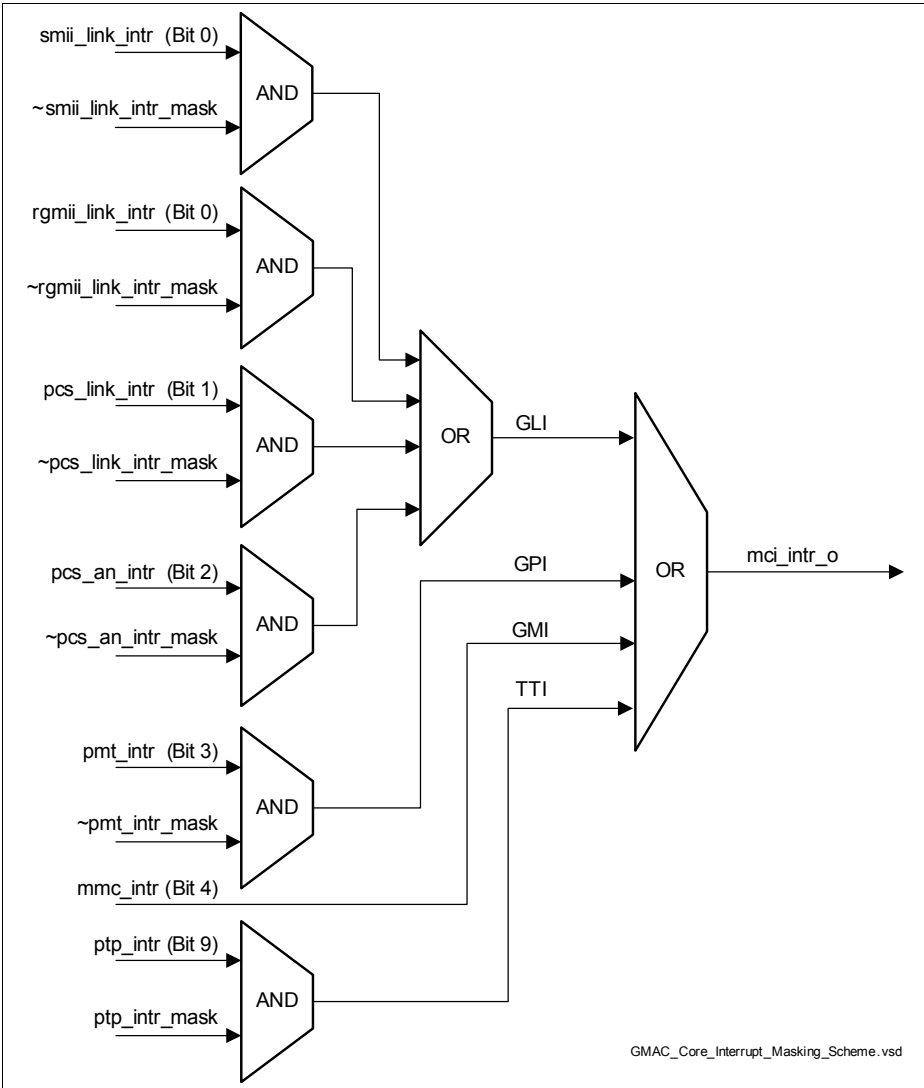 smii_link_intr (Bit 0)
AND
~smii_link_intr_mask
rgmii_link_intr (Bit 0)
AND
~rgmii_link_intr_mask
pcs_link_intr (Bit 1)
AND
~pcs_link_intr_mask
OR
GLI
pcs_an_intr (Bit 2)
AND
~pcs_an_intr_mask
GPI
GMI
TTI
OR
mci_intr_o
pmt_intr (Bit 3)
AND
~pmt_intr_mask
mmc_intr (Bit 4)
ptp_intr (Bit 9)
AND
ptp_intr_mask
GMAC_Core_Interrupt_Masking_Scheme.vsd